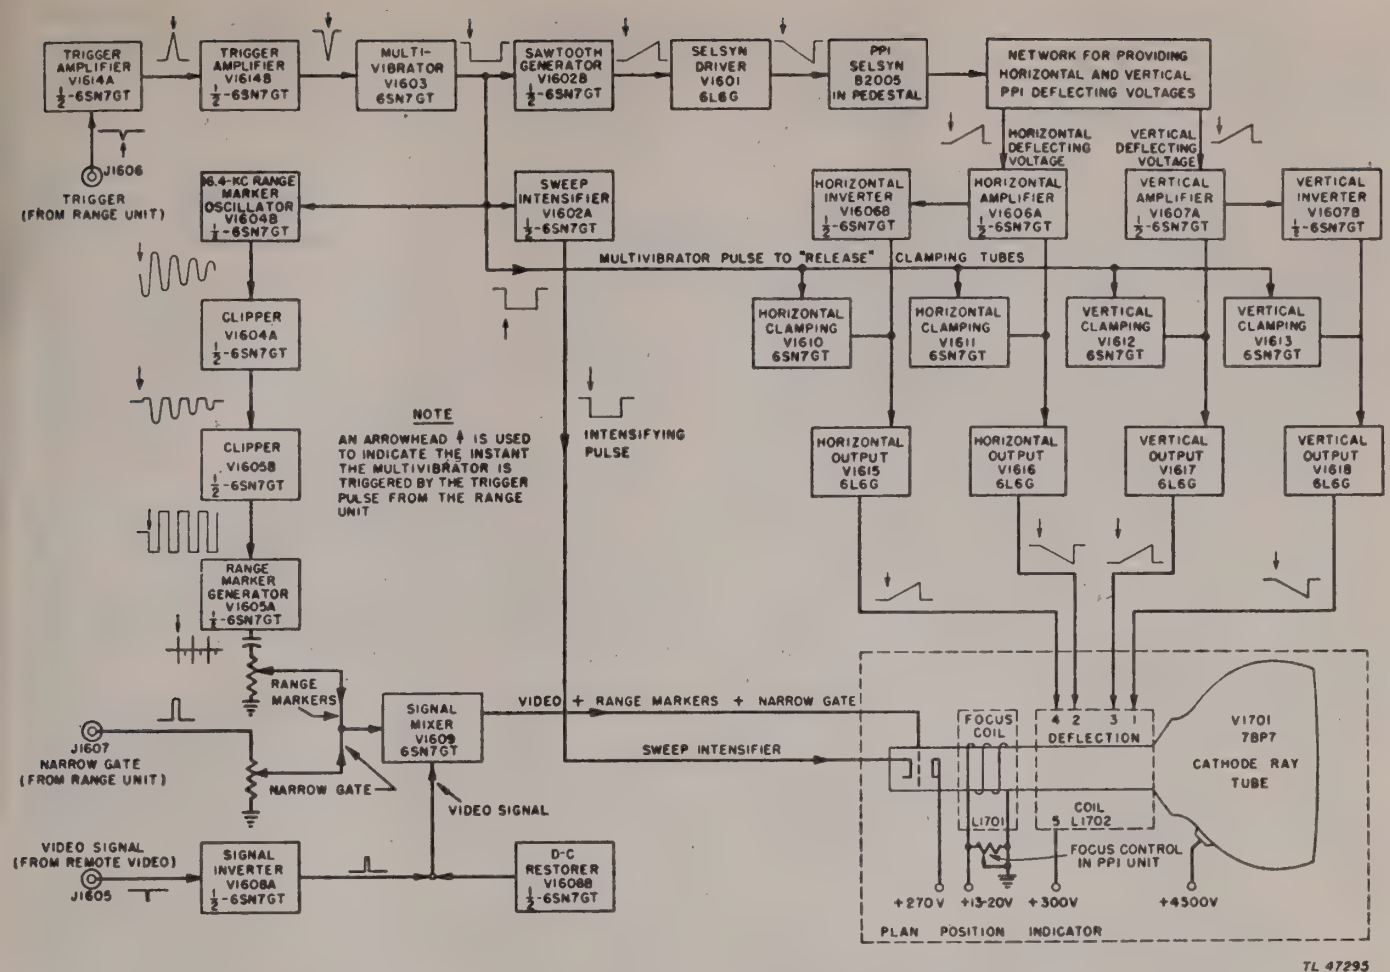 TRIGGER
AMPLIFIER
V1614A
1/2-6SN7GT
TRIGGER
AMPLIFIER
V1614B
1/2-6SN7GT
MULTI-
VIBRATOR
V1603
6SN7GT
SAWTOOTH
GENERATOR
V1602B
1/2-6SN7GT
SELSYN
DRIVER
V1601
6L6G
PPI
SELSYN
B2005
IN PEDESTAL
NETWORK FOR PROVIDING
HORIZONTAL AND VERTICAL
PPI DEFLECTING VOLTAGES
J1606
TRIGGER
(FROM RANGE UNIT)
HORIZONTAL
DEFLECTING
VOLTAGE
VERTICAL
DEFLECTING
VOLTAGE
16.4-KC RANGE
MARKER
OSCILLATOR
V1604B
1/2-6SN7GT
SWEEP
INTENSIFIER
V1602A
1/2-6SN7GT
HORIZONTAL
INVERTER
V1606B
1/2-6SN7GT
HORIZONTAL
AMPLIFIER
V1606A
1/2-6SN7GT
VERTICAL
AMPLIFIER
V1607A
1/2-6SN7GT
VERTICAL
INVERTER
V1607B
1/2-6SN7GT
MULTIVIBRATOR PULSE TO "RELEASE" CLAMPING TUBES
CLIPPER
V1604A
1/2-6SN7GT
HORIZONTAL
CLAMPING
V1610
6SN7GT
HORIZONTAL
CLAMPING
V1611
6SN7GT
VERTICAL
CLAMPING
V1612
6SN7GT
VERTICAL
CLAMPING
V1613
6SN7GT
NOTE
AN ARROWHEAD ↑ IS USED
TO INDICATE THE INSTANT
THE MULTIVIBRATOR IS
TRIGGERED BY THE TRIGGER
PULSE FROM THE RANGE
UNIT
INTENSIFYING
PULSE
CLIPPER
V1605B
1/2-6SN7GT
HORIZONTAL
OUTPUT
V1615
6L6G
HORIZONTAL
OUTPUT
V1616
6L6G
VERTICAL
OUTPUT
V1617
6L6G
VERTICAL
OUTPUT
V1618
6L6G
RANGE
MARKER
GENERATOR
V1605A
1/2-6SN7GT
RANGE
MARKERS
SIGNAL
MIXER
V1609
6SN7GT
VIDEO + RANGE MARKERS + NARROW GATE
SWEEP INTENSIFIER
J1607
NARROW GATE
(FROM RANGE UNIT)
NARROW GATE
VIDEO SIGNAL
VIDEO SIGNAL
(FROM REMOTE VIDEO)
J1605
SIGNAL
INVERTER
V1608A
1/2-6SN7GT
D-C
RESTORER
V1608B
1/2-6SN7GT
FOCUS
COIL
L1701
4 2 3 1
DEFLECTION
COIL
5 L1702
V1701
7BP7
CATHODE RAY
TUBE
FOCUS CONTROL
IN PPI UNIT
+270V
+13-20V
+300V
+4500V
PLAN POSITION INDICATOR
TL 47295